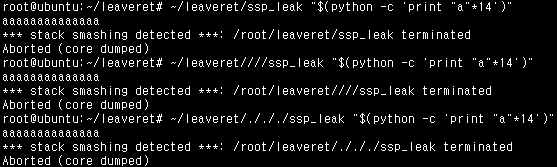 root@ubuntu:~/leaveret# ~/leaveret/ssp_leak "$(python -c 'print "a"*14')"
aaaaaaaaaaaaaa
*** stack smashing detected ***: /root/leaveret/ssp_leak terminated
Aborted (core dumped)
root@ubuntu:~/leaveret# ~/leaveret////ssp_leak "$(python -c 'print "a"*14')"
aaaaaaaaaaaaaa
*** stack smashing detected ***: /root/leaveret////ssp_leak terminated
Aborted (core dumped)
root@ubuntu:~/leaveret# ~/leaveret/./././ssp_leak "$(python -c 'print "a"*14')"
aaaaaaaaaaaaaa
*** stack smashing detected ***: /root/leaveret/./././ssp_leak terminated
Aborted (core dumped)